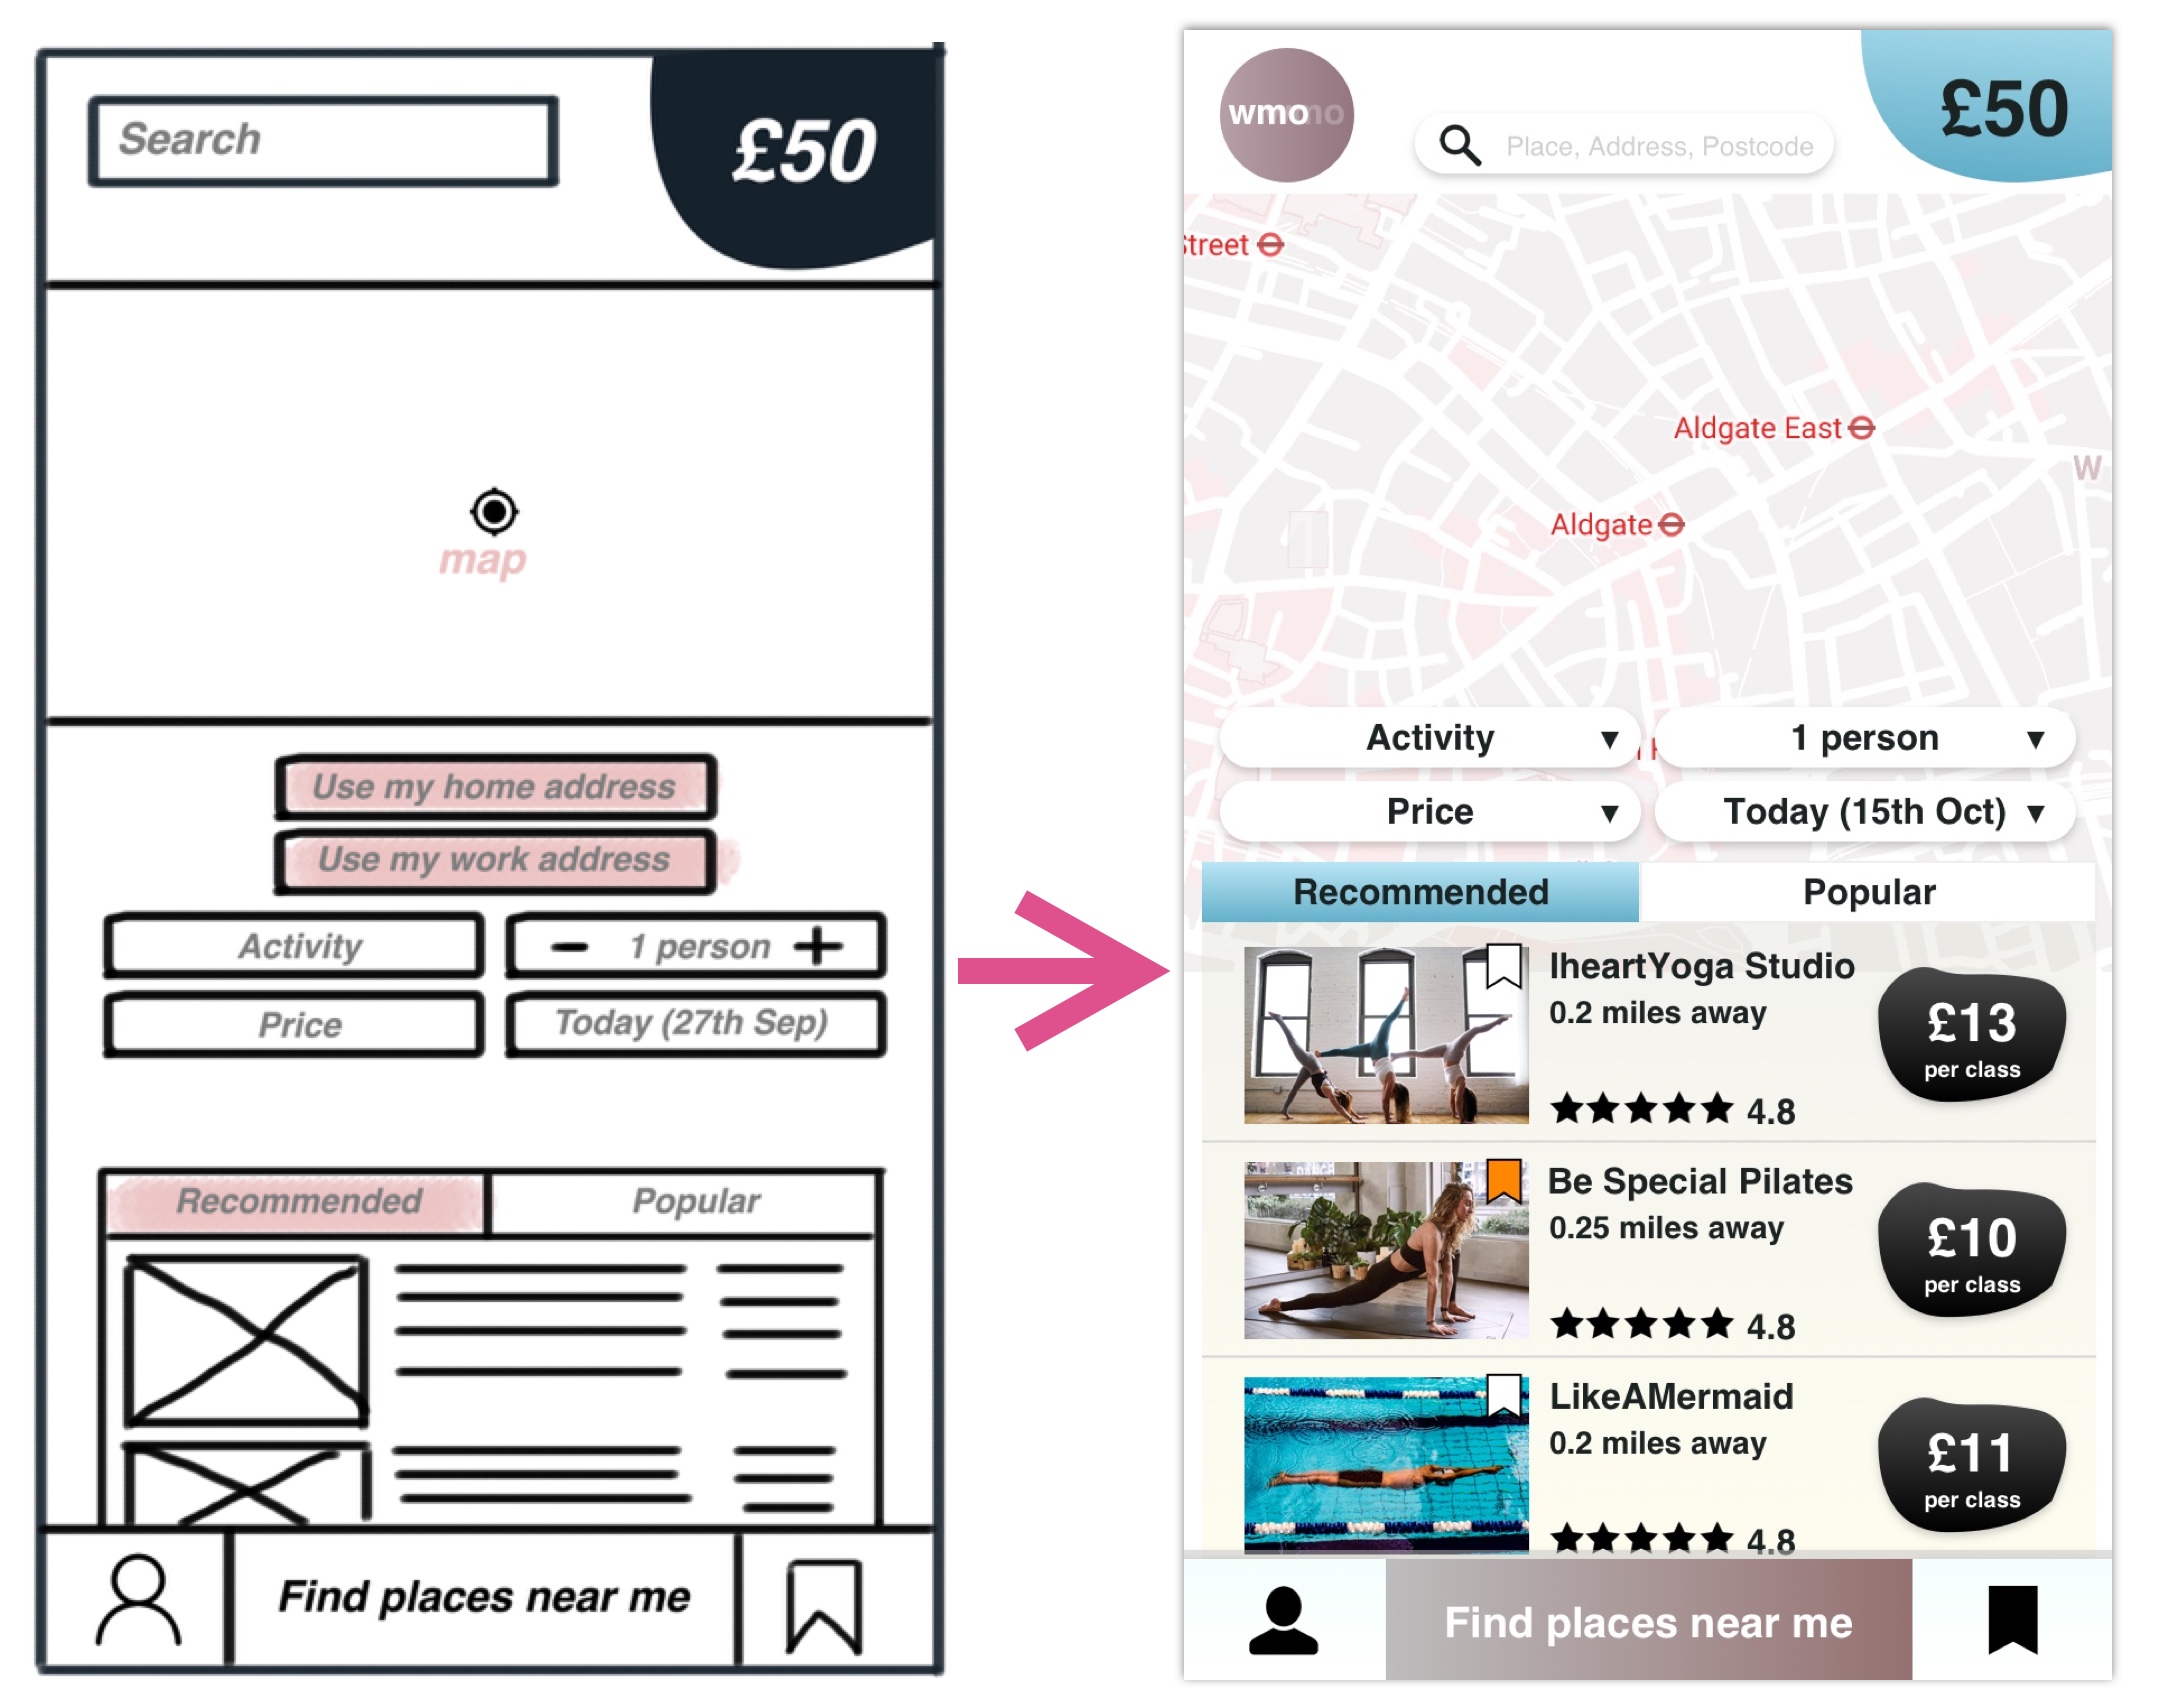 Search
£50
map
Use my home address
Use my work address
Activity
− 1 person +
Price
Today (27th Sep)
Recommended
Popular
Find places near me
wmomo
Place, Address, Postcode
£50
Street
Aldgate East
W
Aldgate
Activity ▼
1 person ▼
Price ▼
Today (15th Oct) ▼
Recommended
Popular
IheartYoga Studio
0.2 miles away
£13
per class
4.8
Be Special Pilates
0.25 miles away
£10
per class
4.8
LikeAMermaid
0.2 miles away
£11
per class
4.8
Find places near me